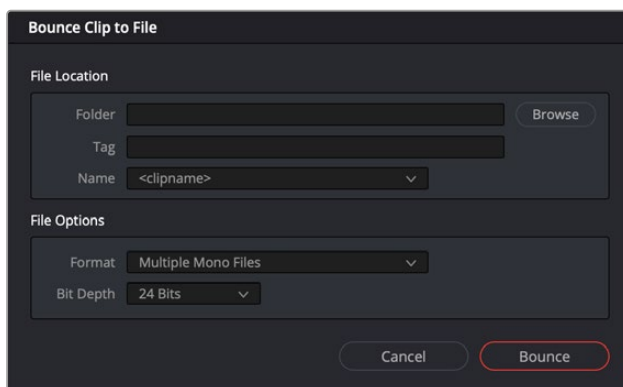 Bounce Clip to File
File Location
Folder
Browse
Tag
Name <clipname>
File Options
Format Multiple Mono Files
Bit Depth 24 Bits
Cancel Bounce